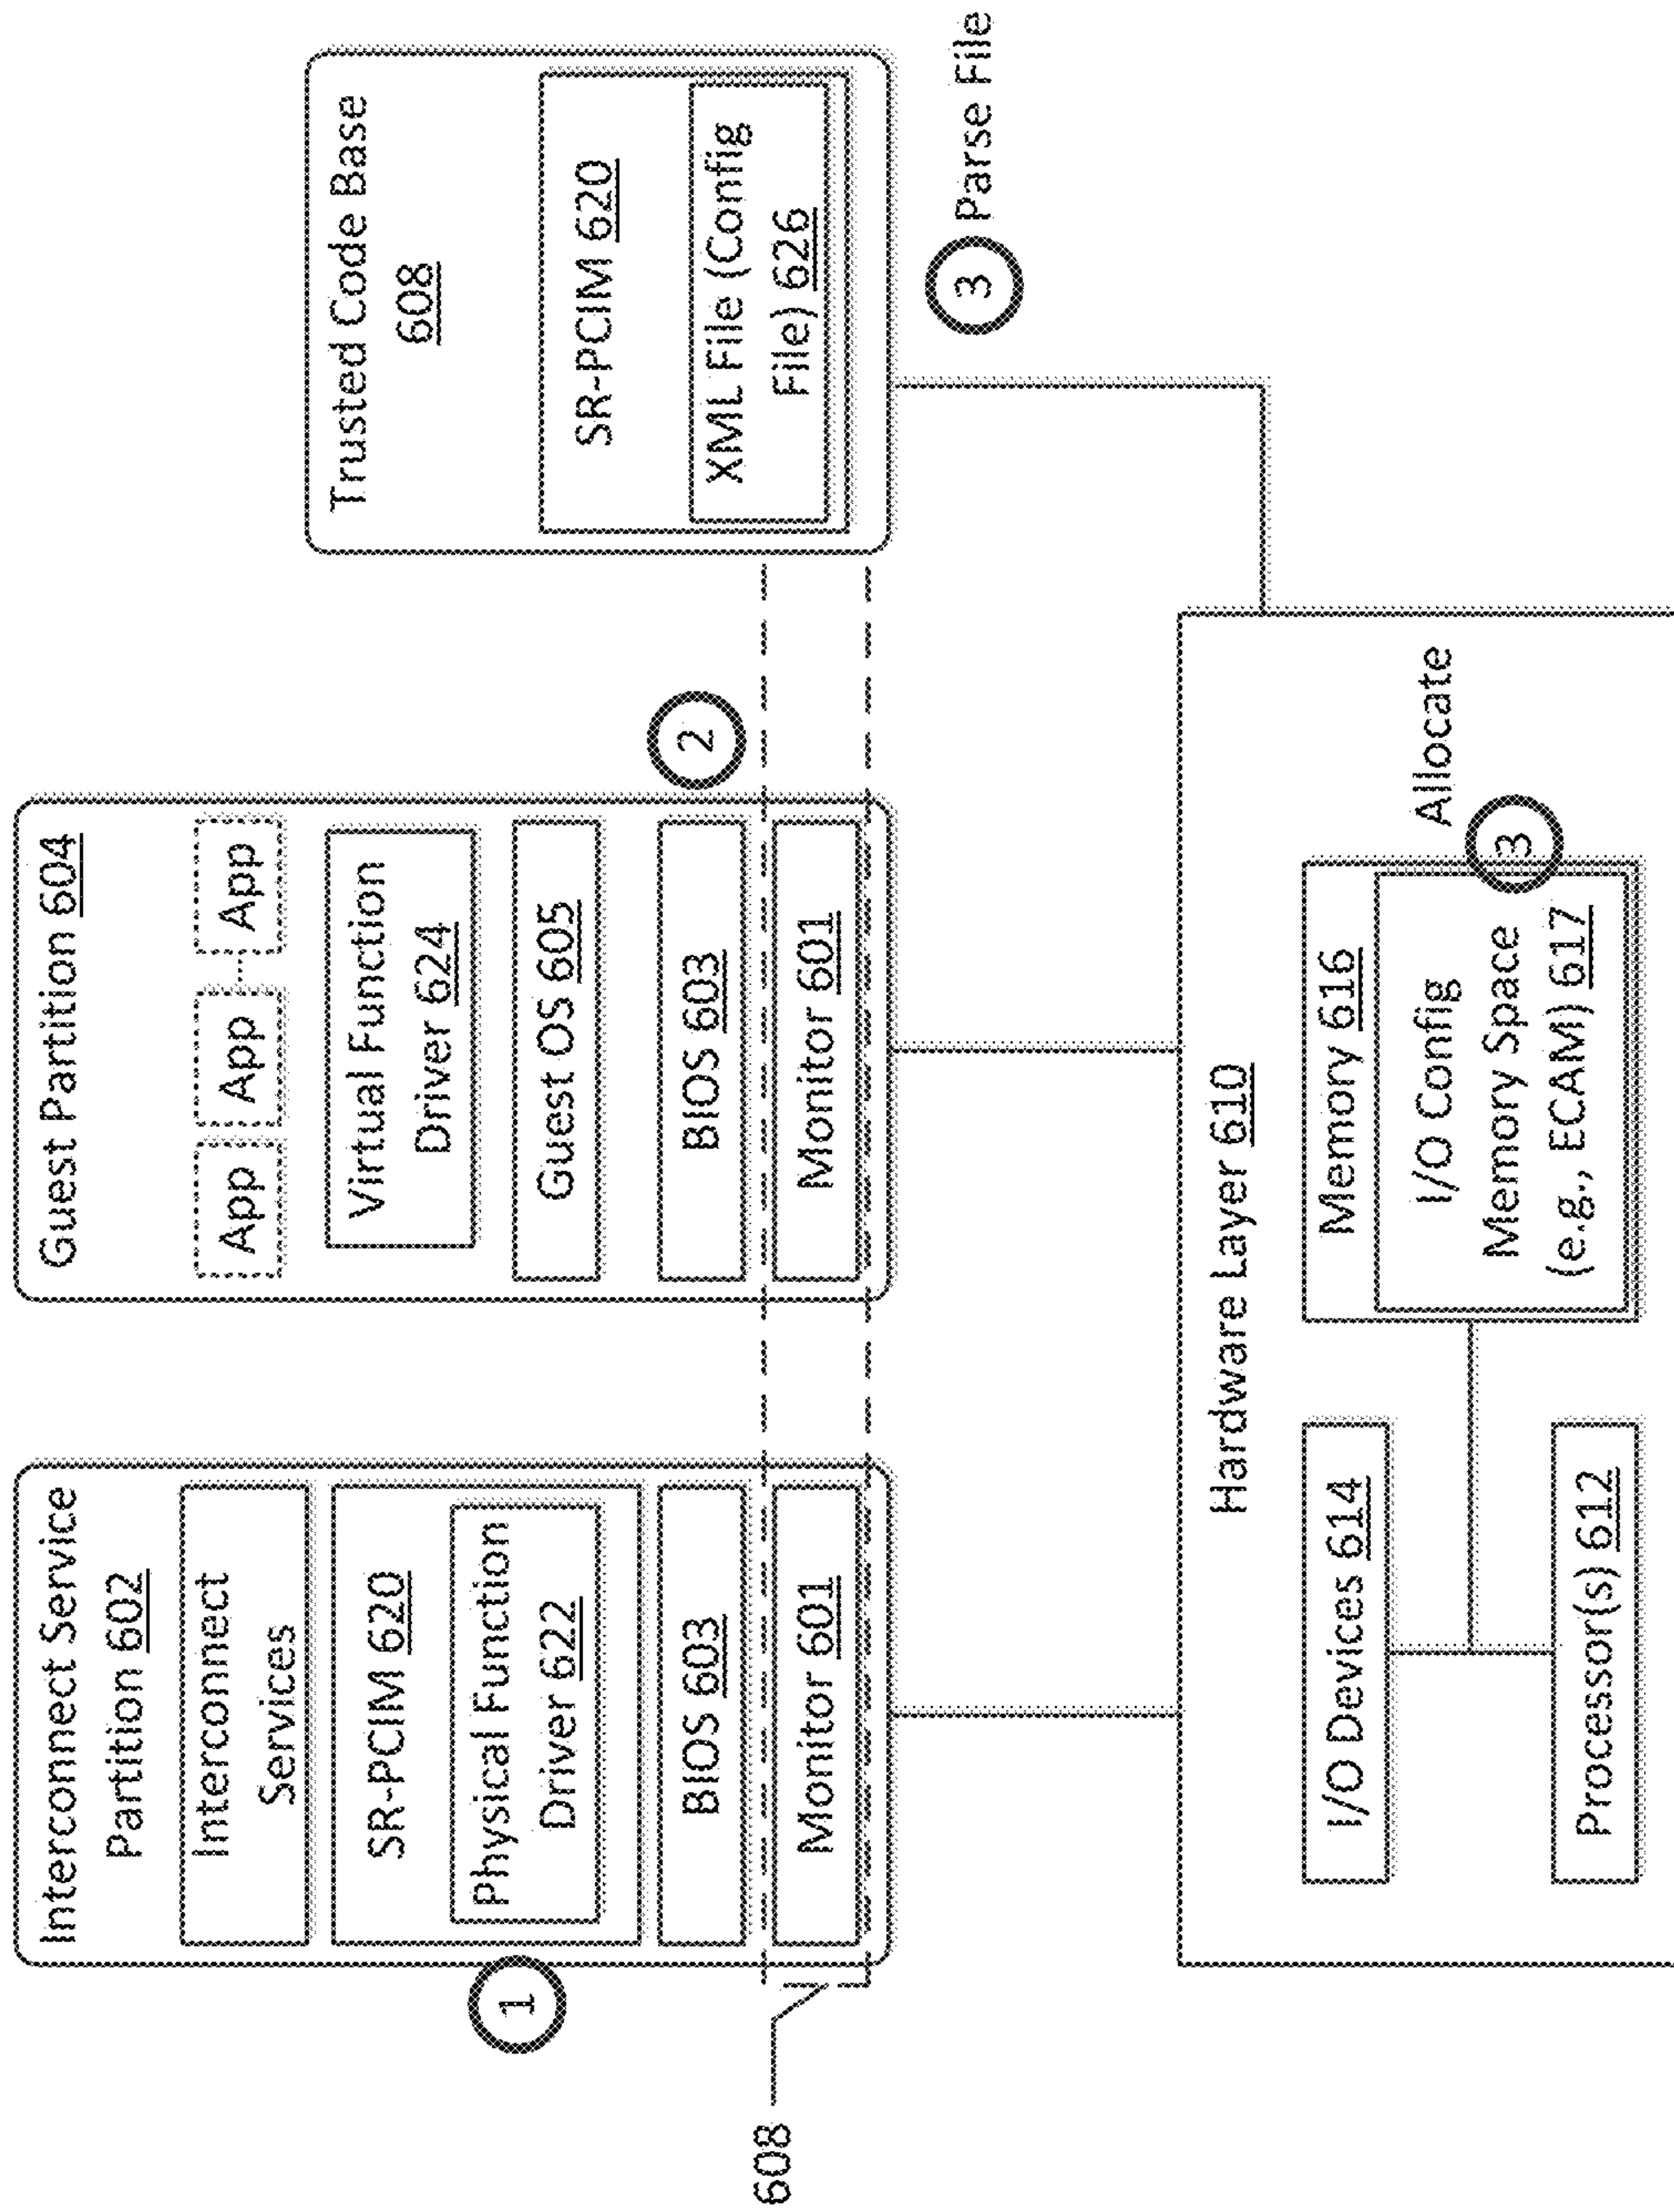 Interconnect Service
Partition 602
Interconnect
Services
SR-PCIM 620
Physical Function
Driver 622
BIOS 603
Monitor 601
1
608
Guest Partition 604
App
App
...
App
Virtual Function
Driver 624
Guest OS 605
BIOS 603
Monitor 601
2
Trusted Code Base
608
SR-PCIM 620
XML File (Config
File) 626
3
Parse File
Hardware Layer 610
I/O Devices 614
Processor(s) 612
Memory 616
I/O Config
Memory Space
(e.g., ECAM) 617
3
Allocate